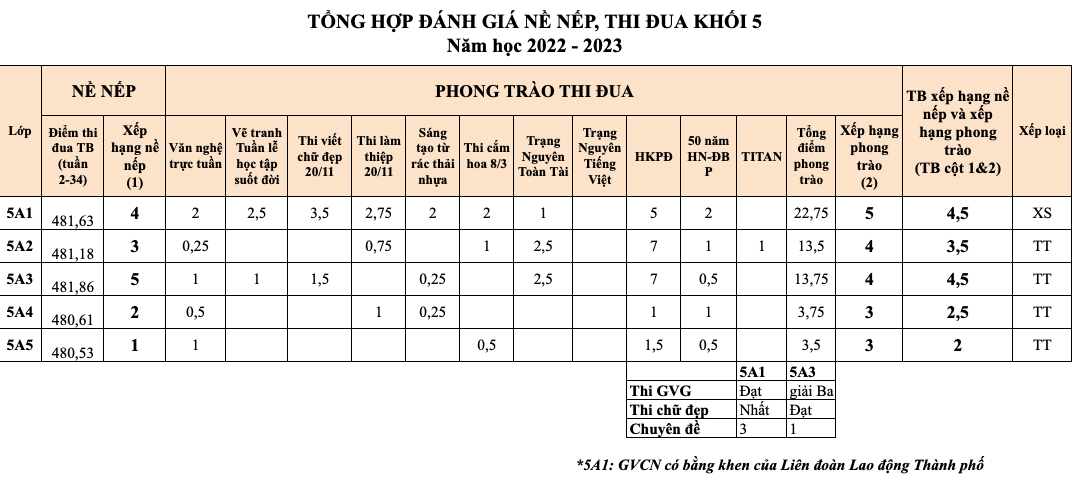 TỔNG HỢP ĐÁNH GIÁ NỀ NẾP, THI ĐUA KHỐI 5
Năm học 2022 - 2023
Lớp NỀ NẾP PHONG TRÀO THI ĐUA TB xếp hạng nề nếp và xếp hạng phong trào (TB cột 1&2) Xếp loại
Điểm thi đua TB (tuần 2-34) Xếp hạng nề nếp (1) Văn nghệ trực tuần Vẽ tranh Tuần lễ học tập suốt đời Thi viết chữ đẹp 20/11 Thi làm thiệp 20/11 Sáng tạo từ rác thải nhựa Thi cắm hoa 8/3 Trạng Nguyên Toàn Tài Trạng Nguyên Tiếng Việt HKPĐ 50 năm HN-ĐB P TITAN Tổng điểm phong trào Xếp hạng phong trào (2)
5A1 481,63 4 2 2,5 3,5 2,75 2 2 1 5 2 22,75 5 4,5 XS
5A2 481,18 3 0,25 0,75 1 2,5 7 1 1 13,5 4 3,5 TT
5A3 481,86 5 1 1 1,5 0,25 2,5 7 0,5 13,75 4 4,5 TT
5A4 480,61 2 0,5 1 0,25 1 1 3,75 3 2,5 TT
5A5 480,53 1 1 0,5 1,5 0,5 3,5 3 2 TT
5A1 5A3
Thi GVG Đạt giải Ba
Thi chữ đẹp Nhất Đạt
Chuyên đề 3 1
*5A1: GVCN có bằng khen của Liên đoàn Lao động Thành phố